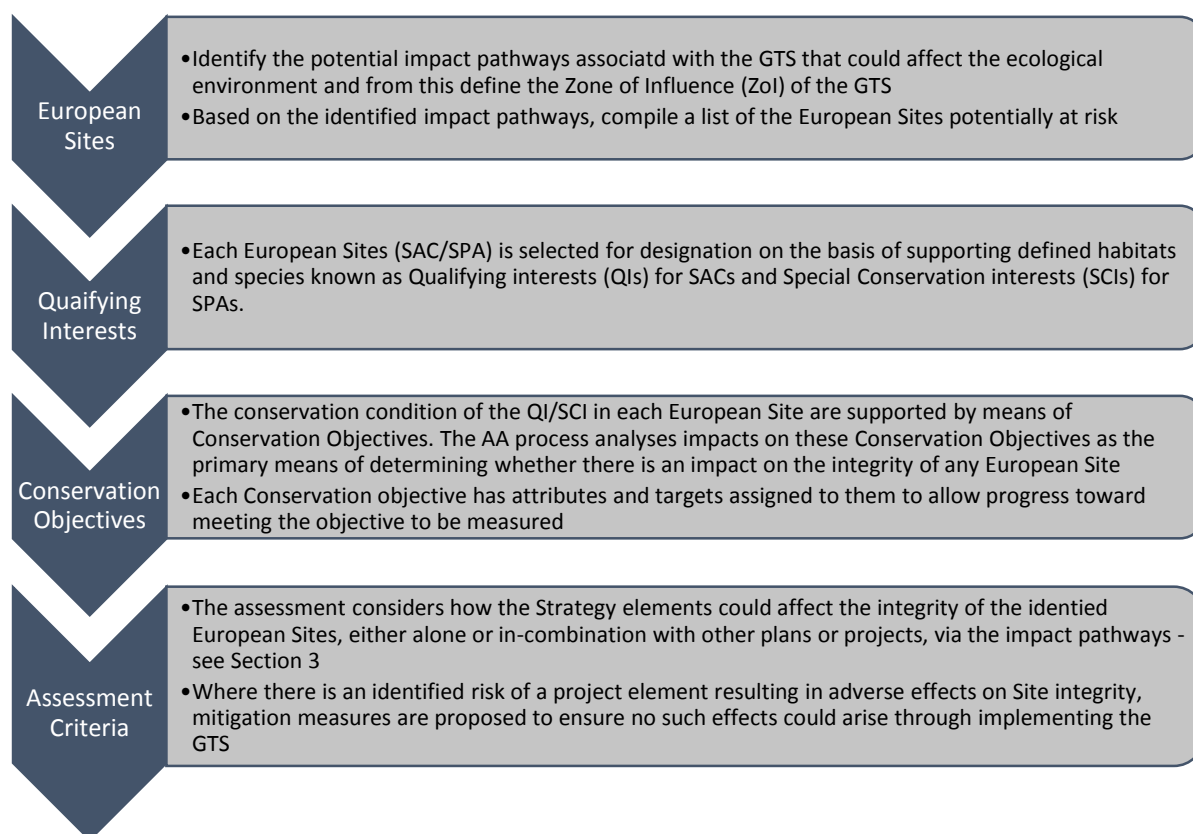 European
Sites
•Identify the potential impact pathways associatd with the GTS that could affect the ecological
environment and from this define the Zone of Influence (ZoI) of the GTS
•Based on the identified impact pathways, compile a list of the European Sites potentially at risk
Quaifying
Interests
•Each European Sites (SAC/SPA) is selected for designation on the basis of supporting defined habitats
and species known as Qualifying interests (QIs) for SACs and Special Conservation interests (SCIs) for
SPAs.
Conservation
Objectives
•The conservation condition of the QI/SCI in each European Site are supported by means of
Conservation Objectives. The AA process analyses impacts on these Conservation Objectives as the
primary means of determining whether there is an impact on the integrity of any European Site
•Each Conservation objective has attributes and targets assigned to them to allow progress toward
meeting the objective to be measured
Assessment
Criteria
•The assessment considers how the Strategy elements could affect the integrity of the identied
European Sites, either alone or in-combination with other plans or projects, via the impact pathways -
see Section 3
•Where there is an identified risk of a project element resulting in adverse effects on Site integrity,
mitigation measures are proposed to ensure no such effects could arise through implementing the
GTS